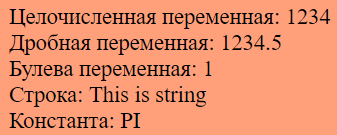 Целочисленная переменная: 1234
Дробная переменная: 1234.5
Булева переменная: 1
Строка: This is string
Константа: PI